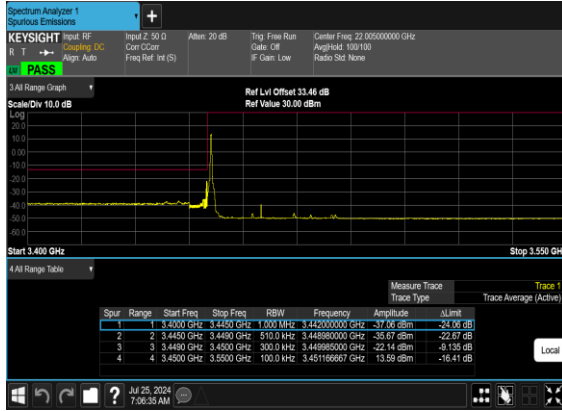 Spectrum Analyzer 1
Spurious Emissions
+
KEYSIGHT Input: RF Input Z: 50 Ω Atten: 20 dB Trig: Free Run Center Freq: 22.005000000 GHz
R T Coupling: DC Corr CCorr Gate: Off Avg|Hold: 100/100
Align: Auto Freq Ref: Int (S) IF Gain: Low Radio Std: None
PASS
3 All Range Graph
Ref Lvl Offset 33.46 dB
Scale/Div 10.0 dB Ref Value 30.00 dBm
Log
20.0
10.0
0.00
-10.0
-20.0
-30.0
-40.0
-50.0
-60.0
Start 3.400 GHz Stop 3.550 GH
4 All Range Table
Measure Trace Trace 1
Trace Type Trace Average (Active)
Spur Range Start Freq Stop Freq RBW Frequency Amplitude ΔLimit
1 1 3.4000 GHz 3.4450 GHz 1.000 MHz 3.442000000 GHz -37.06 dBm -24.06 dB
2 2 3.4450 GHz 3.4490 GHz 510.0 kHz 3.448980000 GHz -35.67 dBm -22.67 dB
3 3 3.4490 GHz 3.4500 GHz 300.0 kHz 3.449985000 GHz -22.14 dBm -9.135 dB
4 4 3.4500 GHz 3.5500 GHz 100.0 kHz 3.451166667 GHz 13.59 dBm -16.41 dB
Local
? Jul 25, 2024
7:06:35 AM